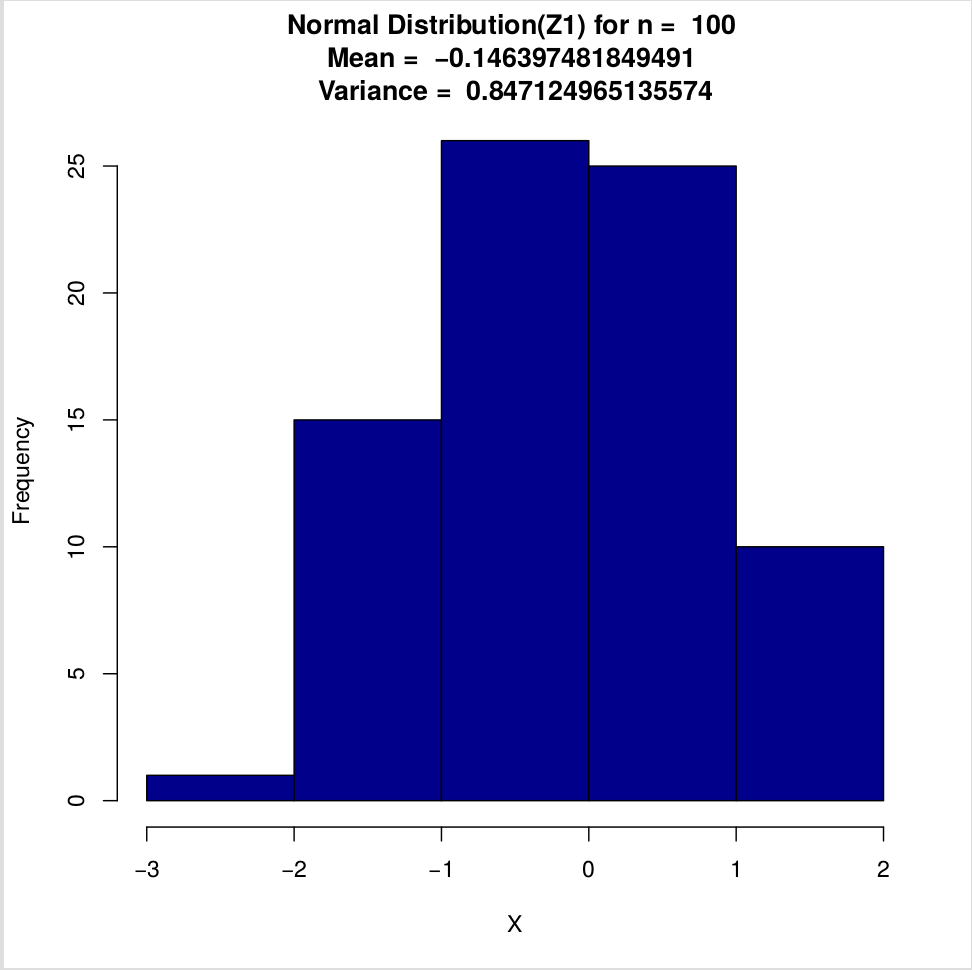 Normal Distribution(Z1) for n =  100
Mean =  −0.146397481849491
Variance =  0.847124965135574
25
20
15
10
5
0
Frequency
−3 −2 −1 0 1 2
X